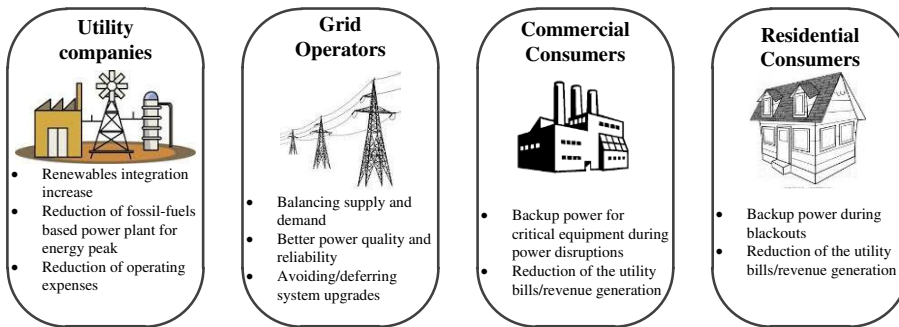 Utility
companies
• Renewables integration
increase
• Reduction of fossil-fuels
based power plant for
energy peak
• Reduction of operating
expenses
Grid
Operators
• Balancing supply and
demand
• Better power quality and
reliability
• Avoiding/deferring
system upgrades
Commercial
Consumers
• Backup power for
critical equipment during
power disruptions
• Reduction of the utility
bills/revenue generation
Residential
Consumers
• Backup power during
blackouts
• Reduction of the utility
bills/revenue generation